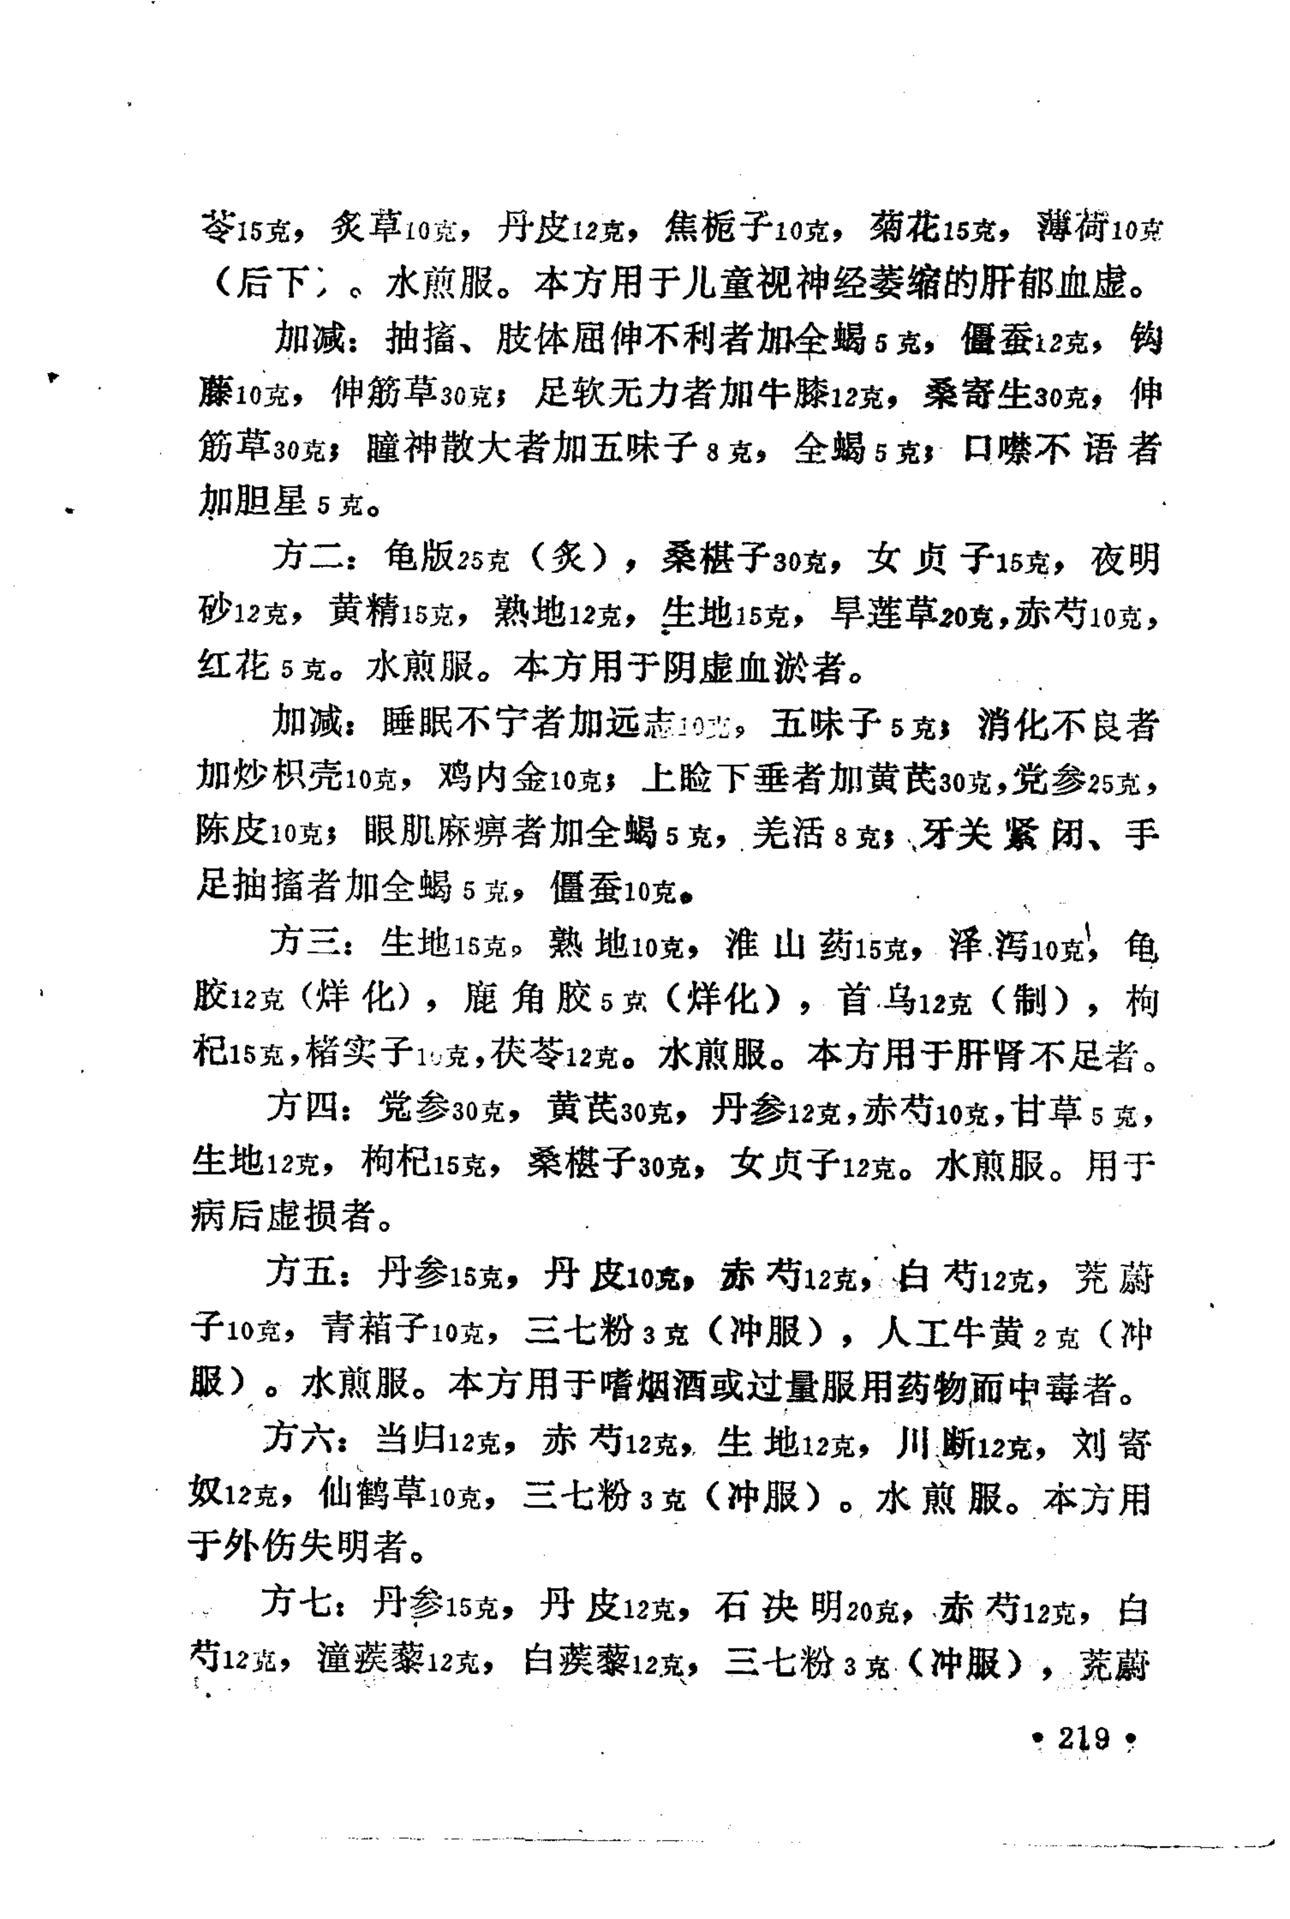 苓15克，炙草10克，丹皮12克，焦栀子10克，菊花15克，薄荷10克
（后下）。水煎服。本方用于儿童视神经萎缩的肝郁血虚。
加减：抽搐、肢体屈伸不利者加全蝎5克，僵蚕12克，钩
藤10克，伸筋草30克；足软无力者加牛膝12克，桑寄生30克，伸
筋草30克；瞳神散大者加五味子8克，全蝎5克；口噤不语者
加胆星5克。
方二：龟版25克（炙），桑椹子30克，女贞子15克，夜明
砂12克，黄精15克，熟地12克，生地15克，旱莲草20克，赤芍10克，
红花5克。水煎服。本方用于阴虚血淤者。
加减：睡眠不宁者加远志10克，五味子5克；消化不良者
加炒枳壳10克，鸡内金10克；上睑下垂者加黄芪30克，党参25克，
陈皮10克；眼肌麻痹者加全蝎5克，羌活8克；牙关紧闭、手
足抽搐者加全蝎5克，僵蚕10克。
方三：生地15克。熟地10克，淮山药15克，泽泻10克，龟
胶12克（烊化），鹿角胶5克（烊化），首乌12克（制），枸
杞15克，楮实子10克，茯苓12克。水煎服。本方用于肝肾不足者。
方四：党参30克，黄芪30克，丹参12克，赤芍10克，甘草5克，
生地12克，枸杞15克，桑椹子30克，女贞子12克。水煎服。用于
病后虚损者。
方五：丹参15克，丹皮10克，赤芍12克，白芍12克，茺蔚
子10克，青葙子10克，三七粉3克（冲服），人工牛黄2克（冲
服）。水煎服。本方用于嗜烟酒或过量服用药物而中毒者。
方六：当归12克，赤芍12克，生地12克，川断12克，刘寄
奴12克，仙鹤草10克，三七粉3克（冲服）。水煎服。本方用
于外伤失明者。
方七：丹参15克，丹皮12克，石决明20克，赤芍12克，白
芍12克，潼蒺藜12克，白蒺藜12克，三七粉3克（冲服），茺蔚
•219•